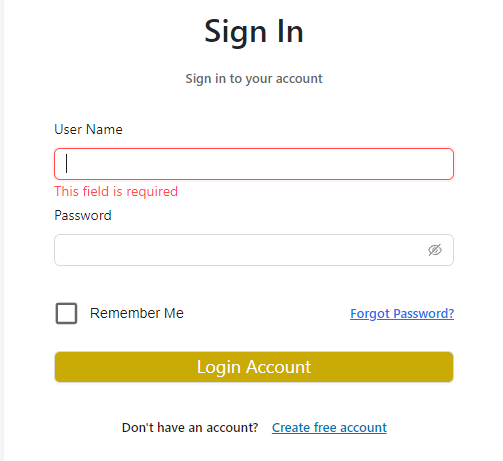 Sign In
Sign in to your account
User Name
This field is required
Password
Remember Me Forgot Password?
Login Account
Don't have an account? Create free account